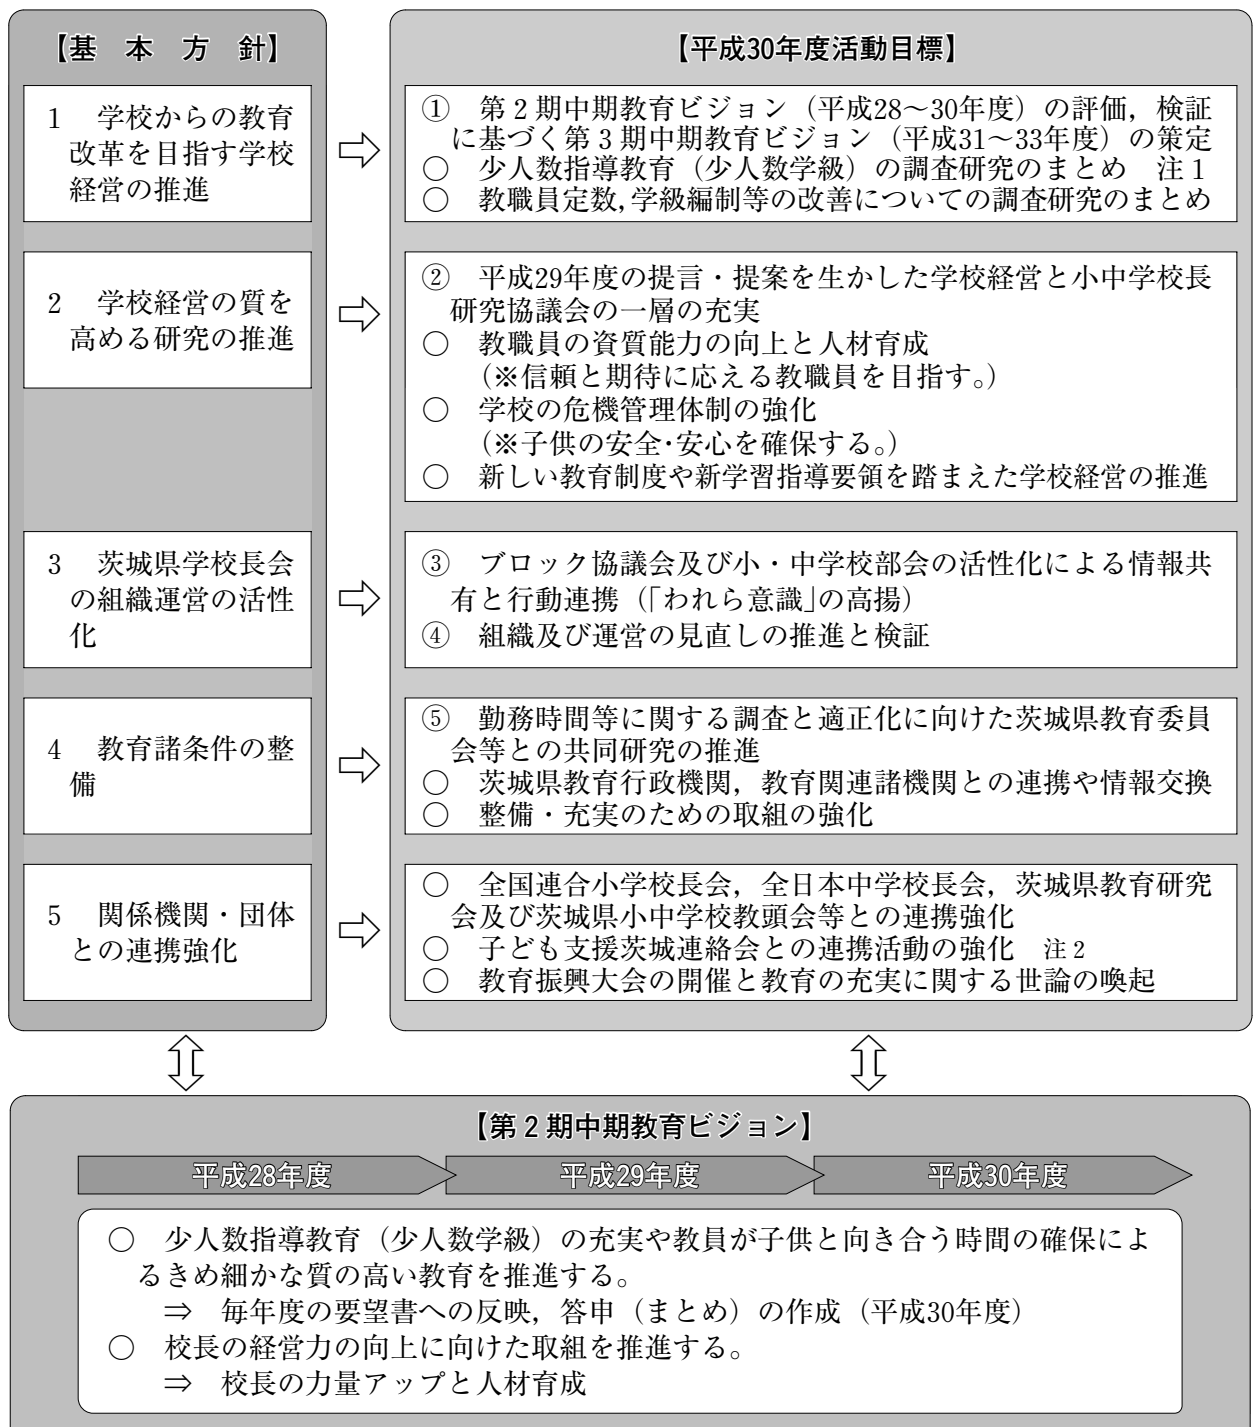 【基　本　方　針】
1　学校からの教育
改革を目指す学校
経営の推進
2　学校経営の質を
高める研究の推進
3　茨城県学校長会
の組織運営の活性
化
4　教育諸条件の整
備
5　関係機関・団体
との連携強化
【平成30年度活動目標】
①　第2期中期教育ビジョン（平成28〜30年度）の評価，検証
に基づく第3期中期教育ビジョン（平成31〜33年度）の策定
○　少人数指導教育（少人数学級）の調査研究のまとめ　注1
○　教職員定数，学級編制等の改善についての調査研究のまとめ
②　平成29年度の提言・提案を生かした学校経営と小中学校長
研究協議会の一層の充実
○　教職員の資質能力の向上と人材育成
（※信頼と期待に応える教職員を目指す。）
○　学校の危機管理体制の強化
（※子供の安全・安心を確保する。）
○　新しい教育制度や新学習指導要領を踏まえた学校経営の推進
③　ブロック協議会及び小・中学校部会の活性化による情報共
有と行動連携（「われら意識」の高揚）
④　組織及び運営の見直しの推進と検証
⑤　勤務時間等に関する調査と適正化に向けた茨城県教育委員
会等との共同研究の推進
○　茨城県教育行政機関，教育関連諸機関との連携や情報交換
○　整備・充実のための取組の強化
○　全国連合小学校長会，全日本中学校長会，茨城県教育研究
会及び茨城県小中学校教頭会等との連携強化
○　子ども支援茨城連絡会との連携活動の強化　注2
○　教育振興大会の開催と教育の充実に関する世論の喚起
【第2期中期教育ビジョン】
平成28年度　平成29年度　平成30年度
○　少人数指導教育（少人数学級）の充実や教員が子供と向き合う時間の確保によ
るきめ細かな質の高い教育を推進する。
⇒　毎年度の要望書への反映，答申（まとめ）の作成（平成30年度）
○　校長の経営力の向上に向けた取組を推進する。
⇒　校長の力量アップと人材育成